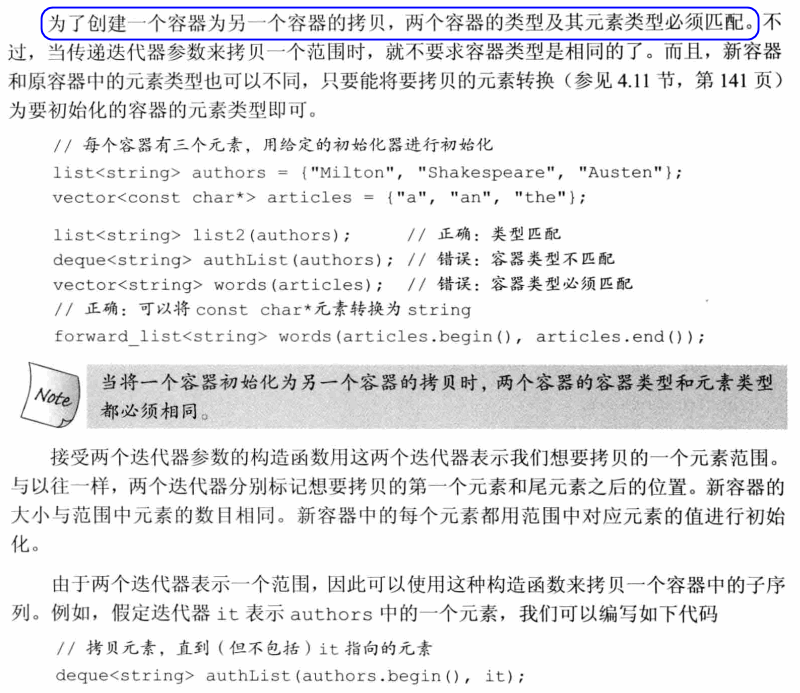 为了创建一个容器为另一个容器的拷贝，两个容器的类型及其元素类型必须匹配。不
过，当传递迭代器参数来拷贝一个范围时，就不要求容器类型是相同的了。而且，新容器
和原容器中的元素类型也可以不同，只要能将要拷贝的元素转换（参见 4.11 节，第 141 页）
为要初始化的容器的元素类型即可。
// 每个容器有三个元素，用给定的初始化器进行初始化
list<string> authors = {"Milton", "Shakespeare", "Austen"};
vector<const char*> articles = {"a", "an", "the"};
list<string> list2(authors); // 正确：类型匹配
deque<string> authList(authors); // 错误：容器类型不匹配
vector<string> words(articles); // 错误：容器类型必须匹配
// 正确：可以将 const char*元素转换为 string
forward_list<string> words(articles.begin(), articles.end());
Note
当将一个容器初始化为另一个容器的拷贝时，两个容器的容器类型和元素类型
都必须相同。
接受两个迭代器参数的构造函数用这两个迭代器表示我们想要拷贝的一个元素范围。
与以往一样，两个迭代器分别标记想要拷贝的第一个元素和尾元素之后的位置。新容器的
大小与范围中元素的数目相同。新容器中的每个元素都用范围中对应元素的值进行初始
化。
由于两个迭代器表示一个范围，因此可以使用这种构造函数来拷贝一个容器中的子序
列。例如，假定迭代器 it 表示 authors 中的一个元素，我们可以编写如下代码
// 拷贝元素，直到（但不包括）it 指向的元素
deque<string> authList(authors.begin(), it);